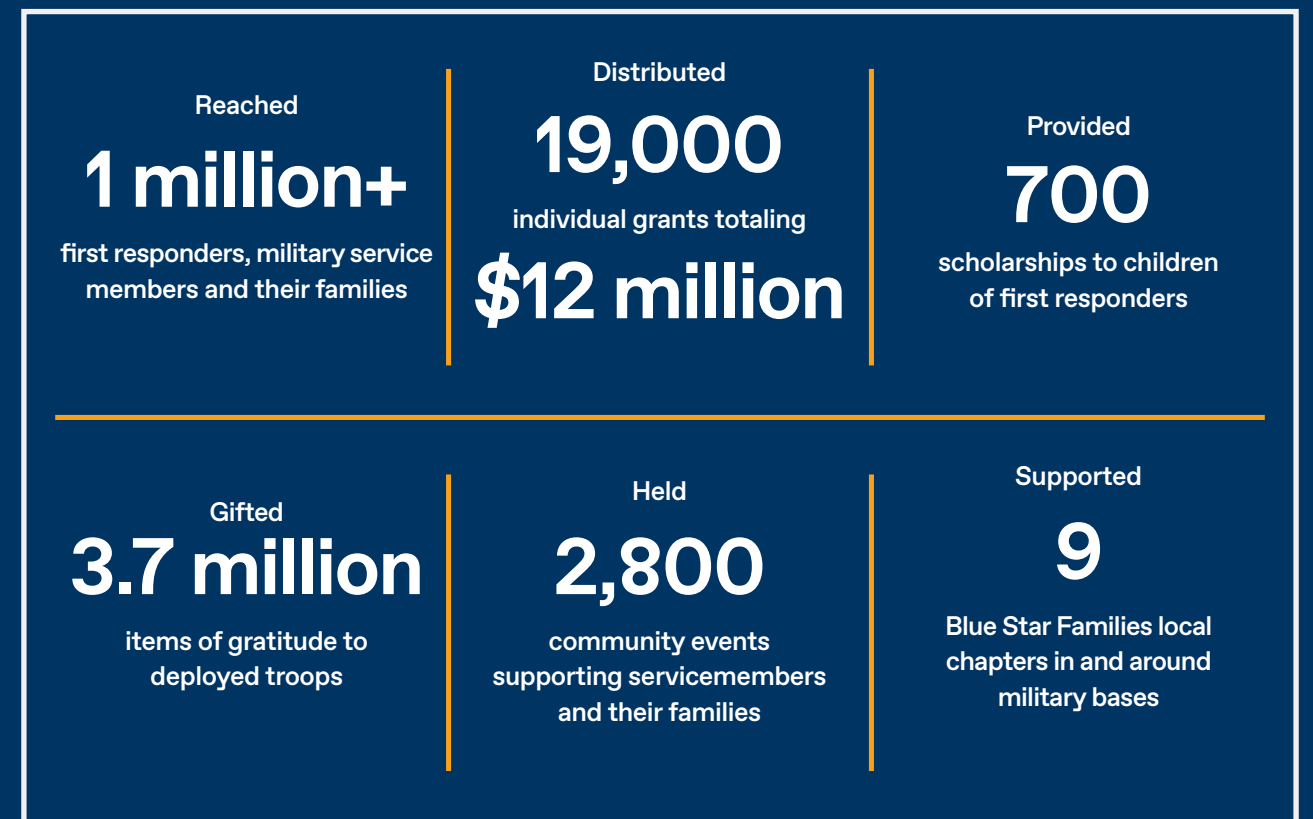 Reached
1 million+
first responders, military service
members and their families
Distributed
19,000
individual grants totaling
$12 million
Provided
700
scholarships to children
of first responders
Gifted
3.7 million
items of gratitude to
deployed troops
Held
2,800
community events
supporting servicemembers
and their families
Supported
9
Blue Star Families local
chapters in and around
military bases